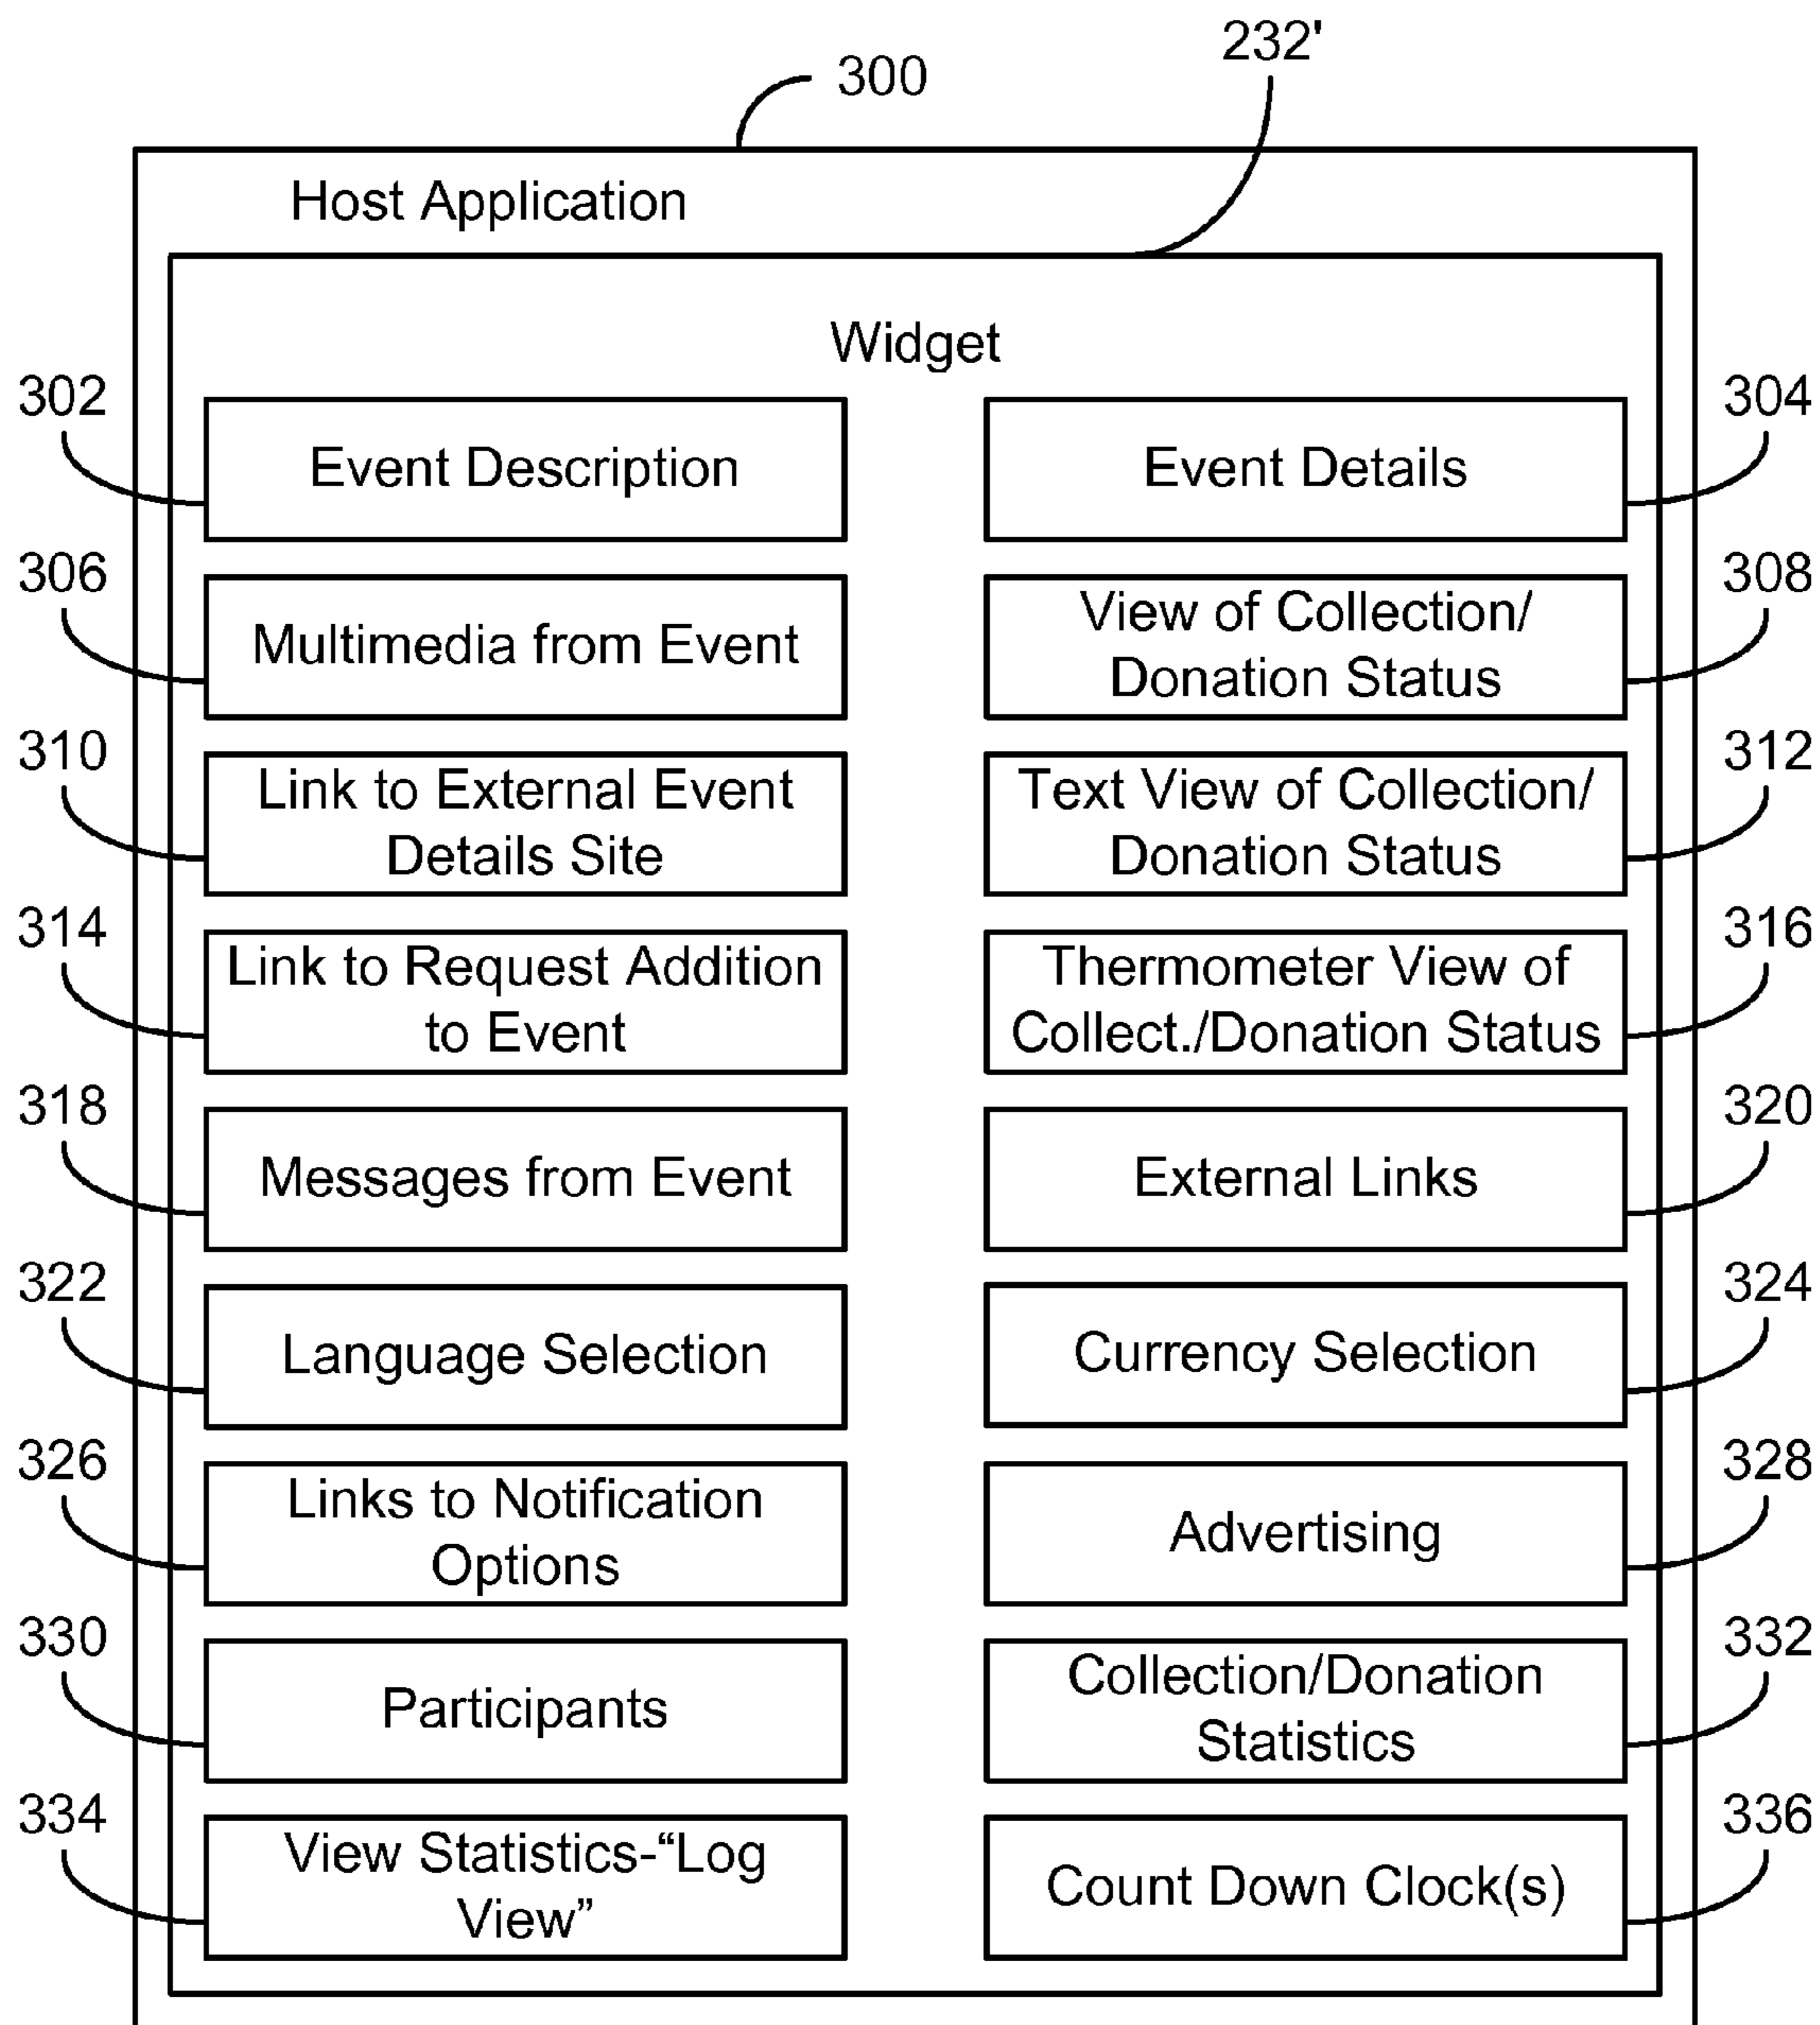 232'
300
Host Application
Widget
302
Event Description
304
Event Details
306
Multimedia from Event
308
View of Collection/
Donation Status
310
Link to External Event
Details Site
312
Text View of Collection/
Donation Status
314
Link to Request Addition
to Event
316
Thermometer View of
Collect./Donation Status
318
Messages from Event
320
External Links
322
Language Selection
324
Currency Selection
326
Links to Notification
Options
328
Advertising
330
Participants
332
Collection/Donation
Statistics
334
View Statistics-“Log
View”
336
Count Down Clock(s)